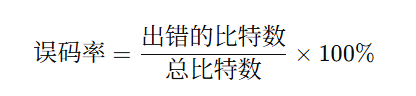 误码率 = 出错的比特数 / 总比特数 × 100%